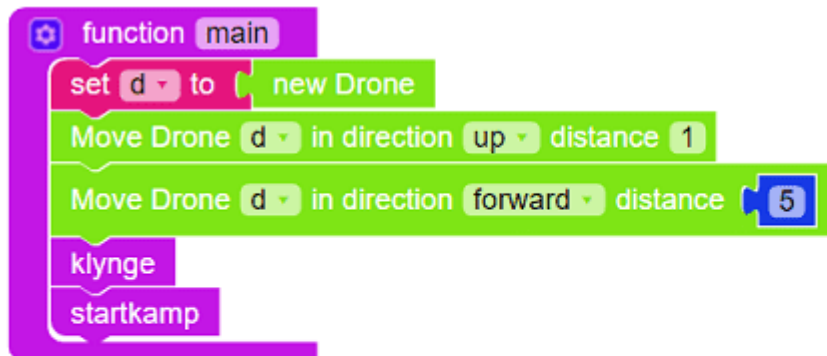 function main
set d to new Drone
Move Drone d in direction up distance 1
Move Drone d in direction forward distance 5
klynge
startkamp